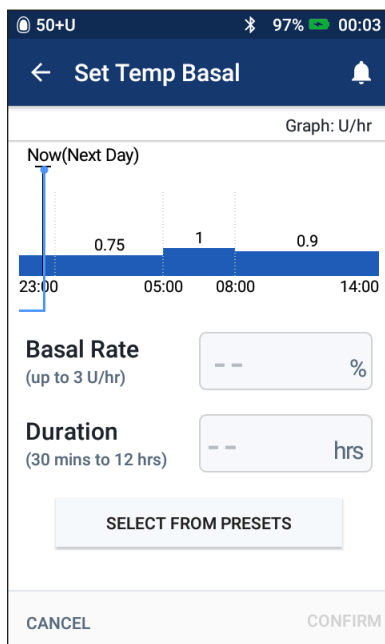 50+U 97% 00:03
Set Temp Basal
Graph: U/hr
Now(Next Day)
0.75 1 0.9
23:00 05:00 08:00 14:00
Basal Rate
(up to 3 U/hr)
-- %
Duration
(30 mins to 12 hrs)
-- hrs
SELECT FROM PRESETS
CANCEL CONFIRM